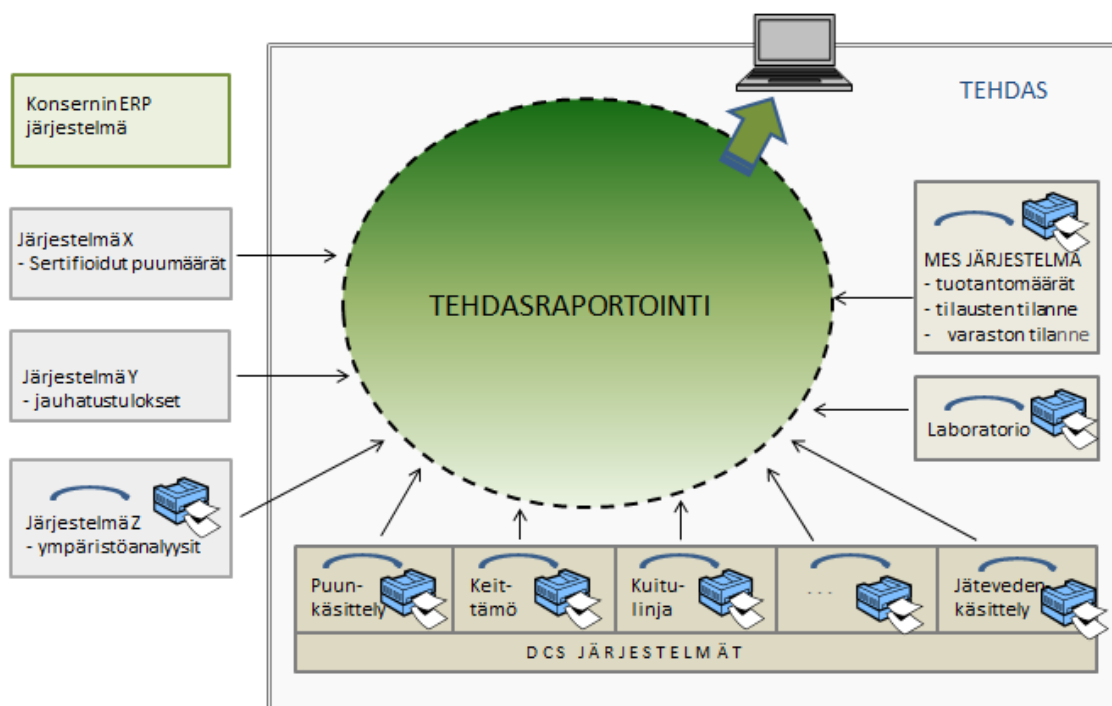 TEHDAS
Konsernin ERP
järjestelmä
Järjestelmä X
- Sertifioidut puumäärät
Järjestelmä Y
- jauhatustulokset
Järjestelmä Z
- ympäristöanalyysit
TEHDASRAPORTOINTI
MES JÄRJESTELMÄ
- tuotantomäärät
- tilausten tilanne
- varaston tilanne
Laboratorio
Puun-
käsittely
Keit-
tämö
Kuitu-
linja
...
Jäteveden
käsittely
DCS JÄRJESTELMÄT